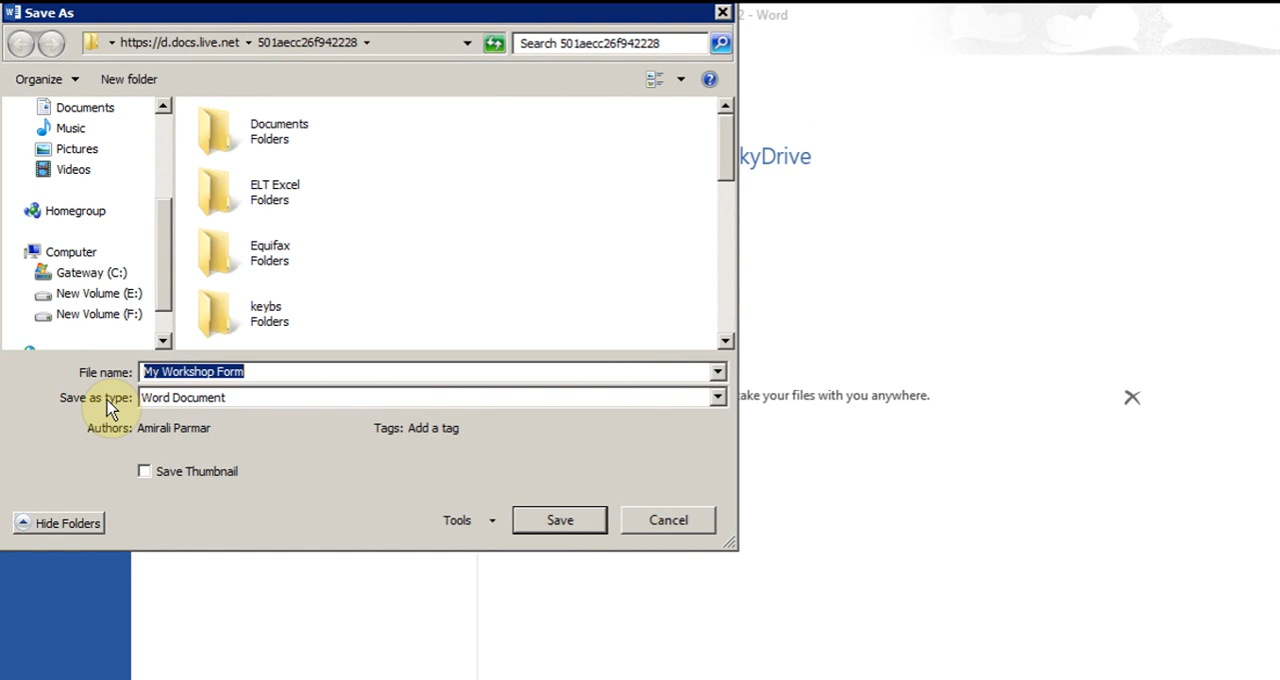 Save As
2 - Word
https://d.docs.live.net 501aecc26f942228
Search 501aecc26f942228
Organize New folder
Documents
Music
Pictures
Videos
Homegroup
Computer
Gateway (C:)
New Volume (E:)
New Volume (F:)
Documents
Folders
ELT Excel
Folders
Equifax
Folders
keybs
Folders
kyDrive
File name: My Workshop Form
Save as type: Word Document
ake your files with you anywhere.
Authors: Amirali Parmar Tags: Add a tag
Save Thumbnail
Hide Folders Tools Save Cancel